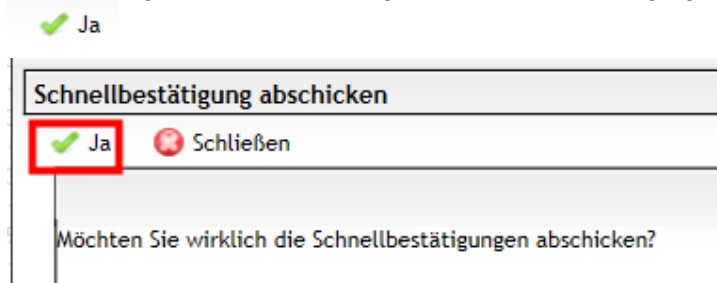 Ja
Schnellbestätigung abschicken
Ja Schließen
Möchten Sie wirklich die Schnellbestätigungen abschicken?